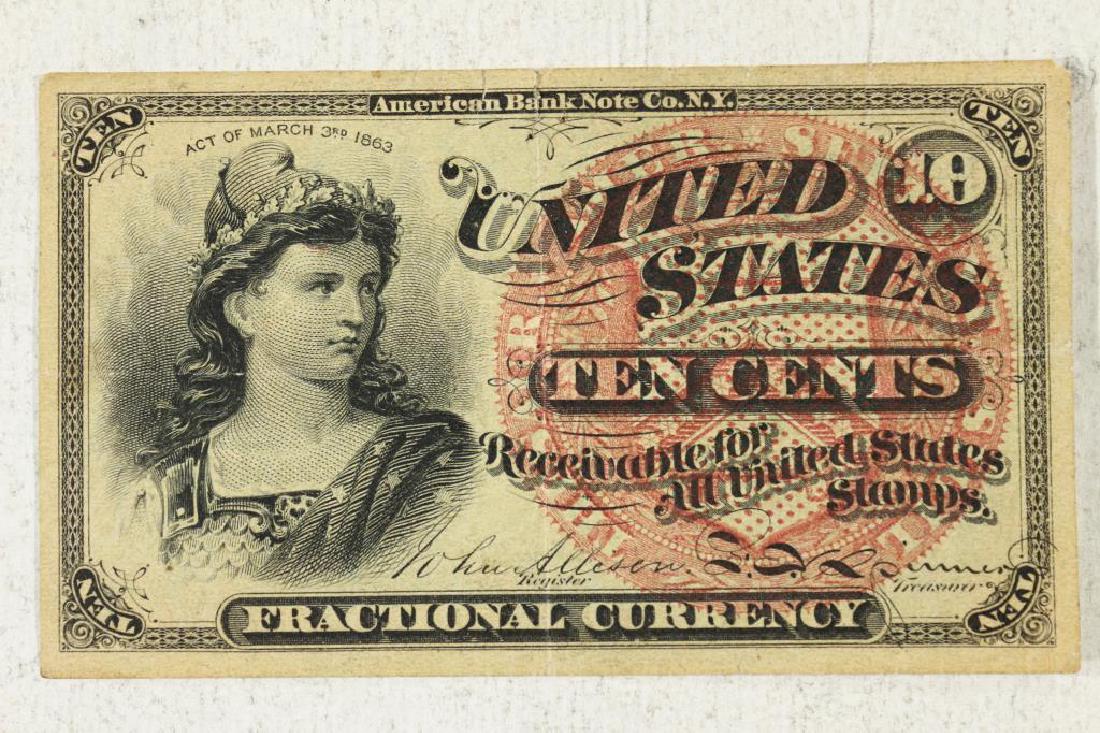 American Bank Note Co. N.Y.
TEN
TEN
ACT OF MARCH 3RD 1863
10
UNITED
STATES
TEN CENTS
Receivable for
All United States
Stamps.
John Allison
Register
Treasurer
TEN
TEN
FRACTIONAL CURRENCY